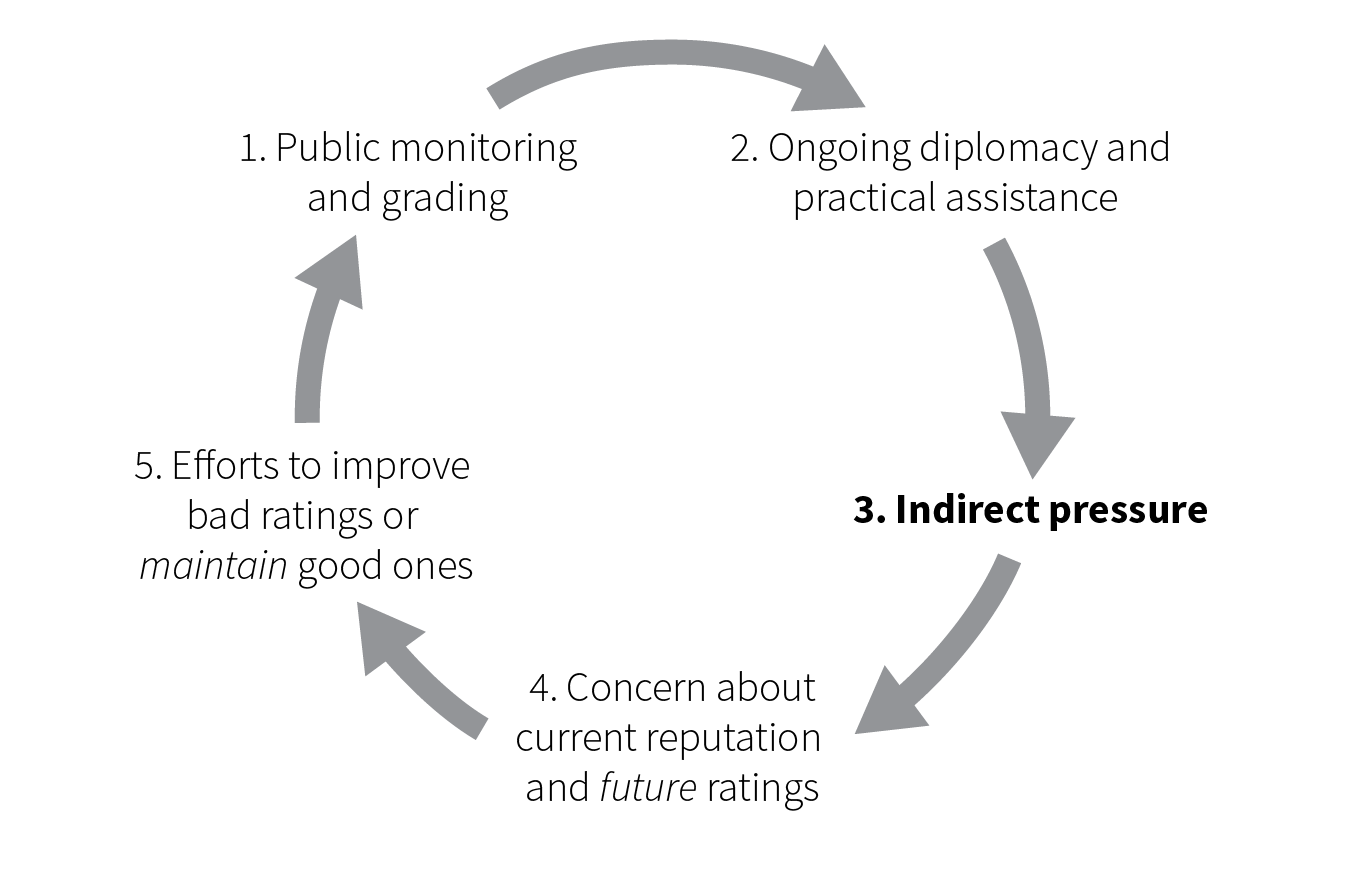 1. Public monitoring
and grading
2. Ongoing diplomacy and
practical assistance
3. Indirect pressure
4. Concern about
current reputation
and future ratings
5. Efforts to improve
bad ratings or
maintain good ones